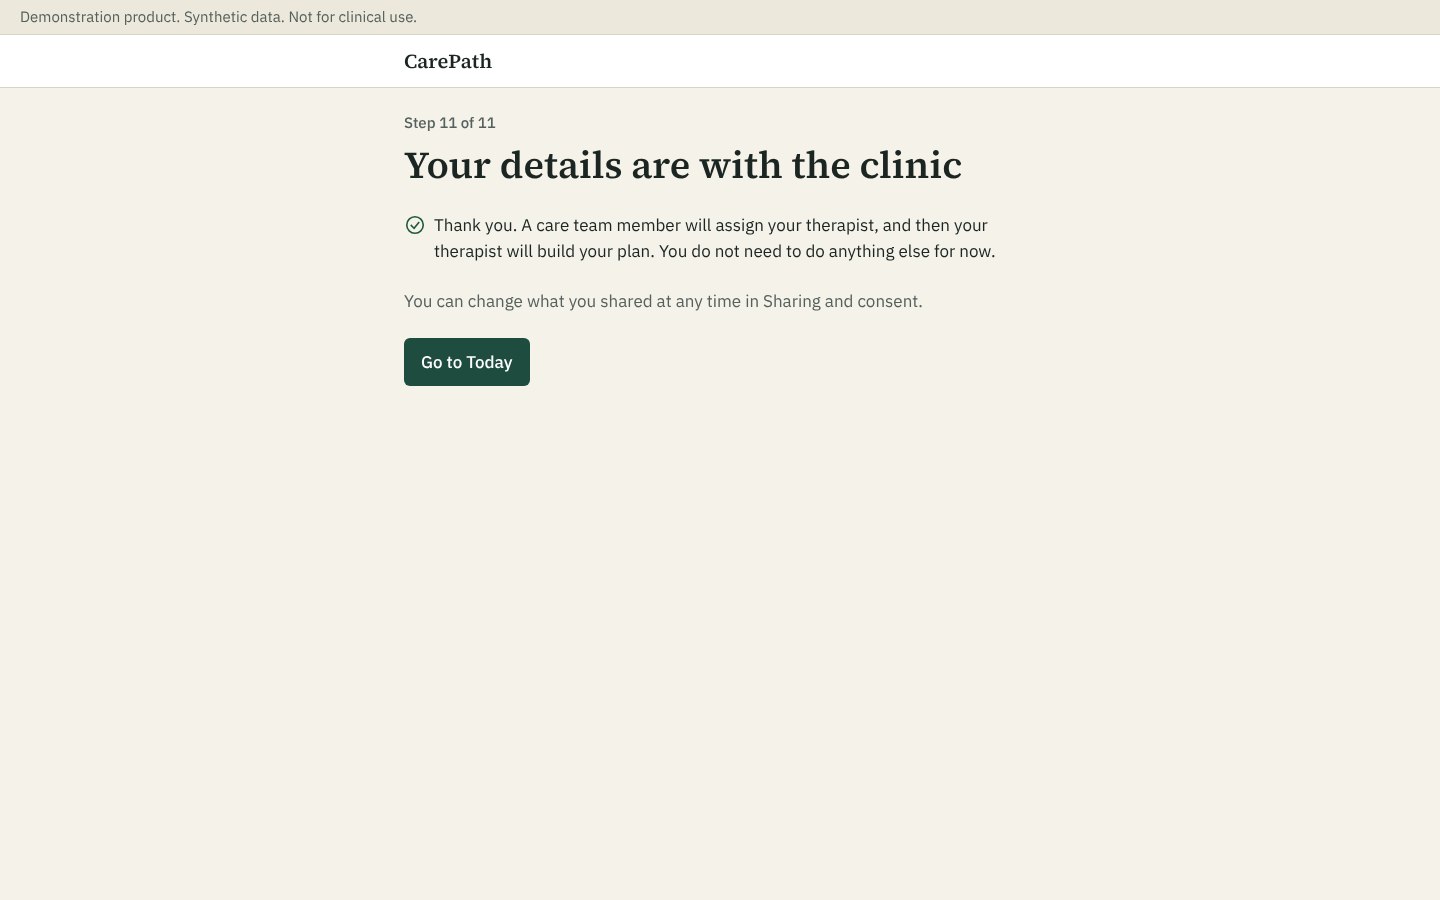 Demonstration product. Synthetic data. Not for clinical use.
CarePath
Step 11 of 11
Your details are with the clinic
Thank you. A care team member will assign your therapist, and then your
therapist will build your plan. You do not need to do anything else for now.
You can change what you shared at any time in Sharing and consent.
Go to Today